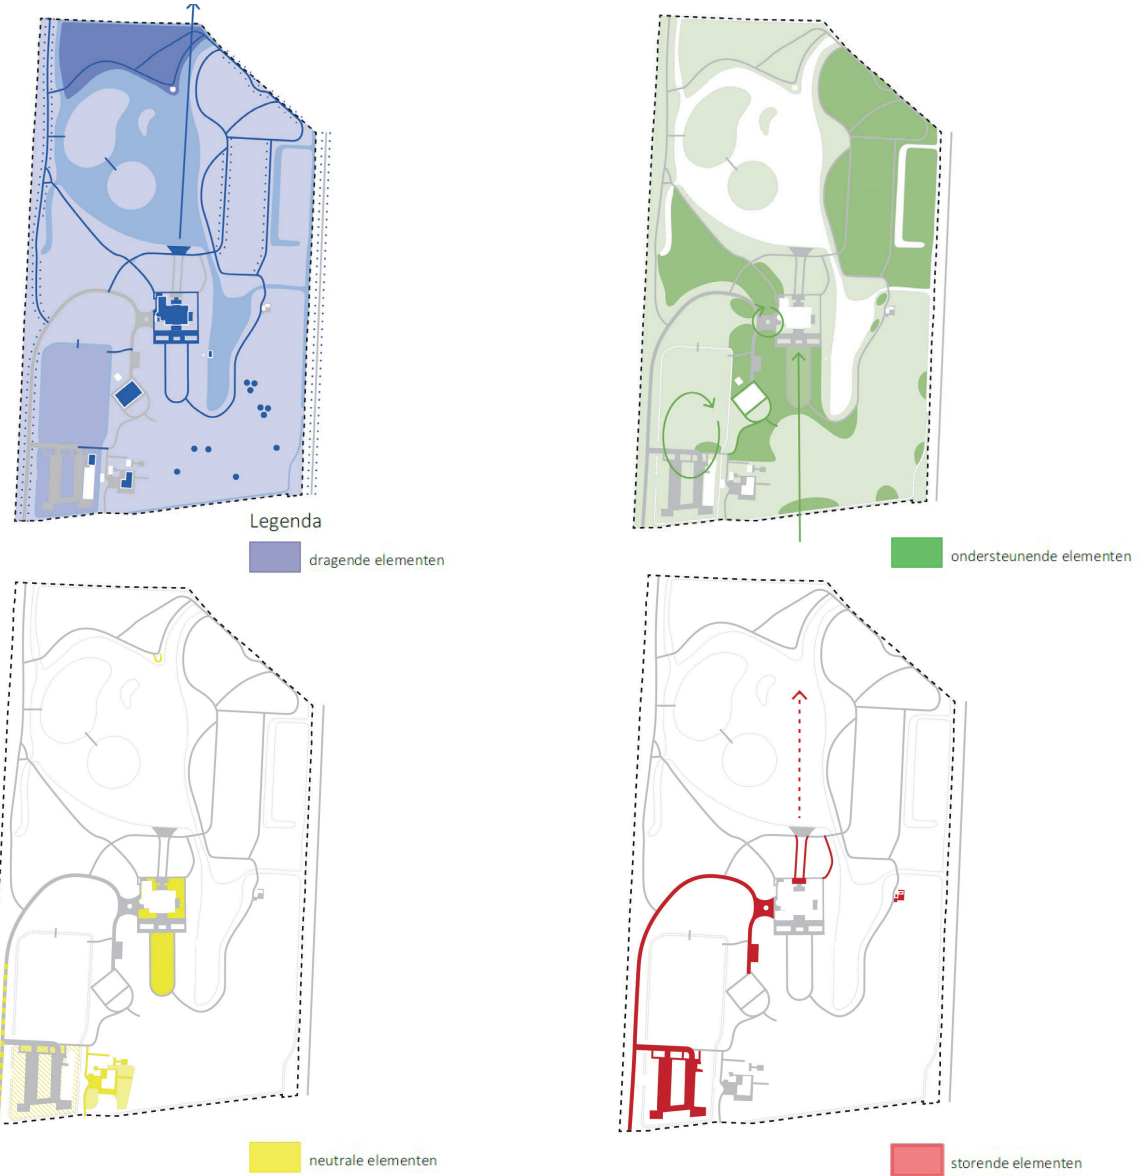 Legenda
dragende elementen
ondersteunende elementen
neutrale elementen
storende elementen